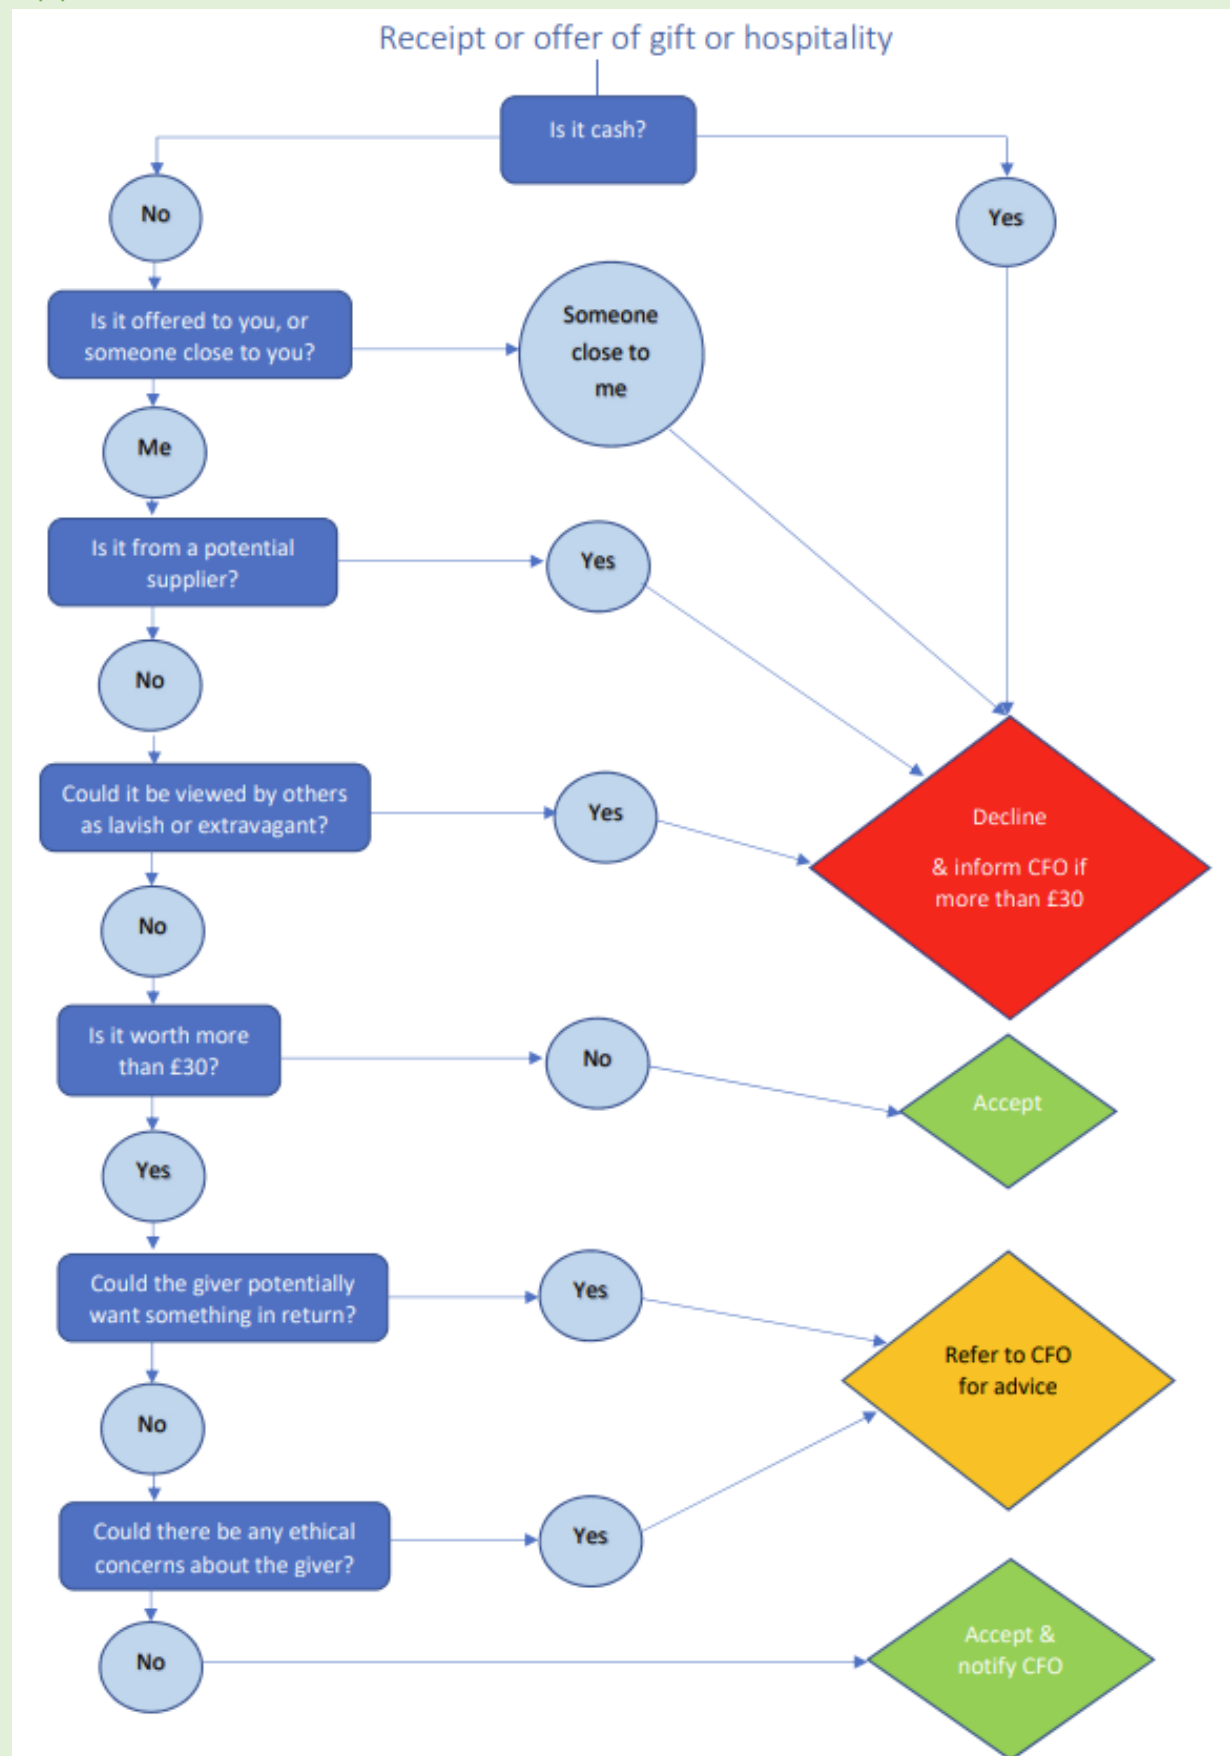 Receipt or offer of gift or hospitality
Is it cash?
No
Yes
Is it offered to you, or
someone close to you?
Someone
close to
me
Me
Is it from a potential
supplier?
Yes
No
Could it be viewed by others
as lavish or extravagant?
Yes
Decline
& inform CFO if
more than £30
No
Is it worth more
than £30?
No
Accept
Yes
Could the giver potentially
want something in return?
Yes
Refer to CFO
for advice
No
Could there be any ethical
concerns about the giver?
Yes
No
Accept &
notify CFO